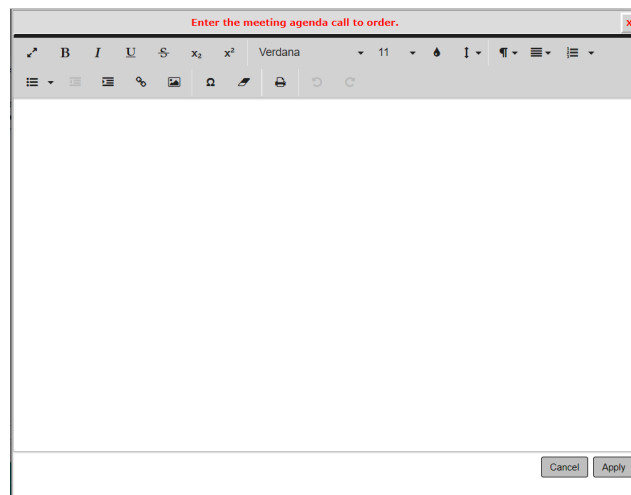 Enter the meeting agenda call to order.
x
B I U S x₂ x² Verdana 11 ¶
Ω
Cancel Apply